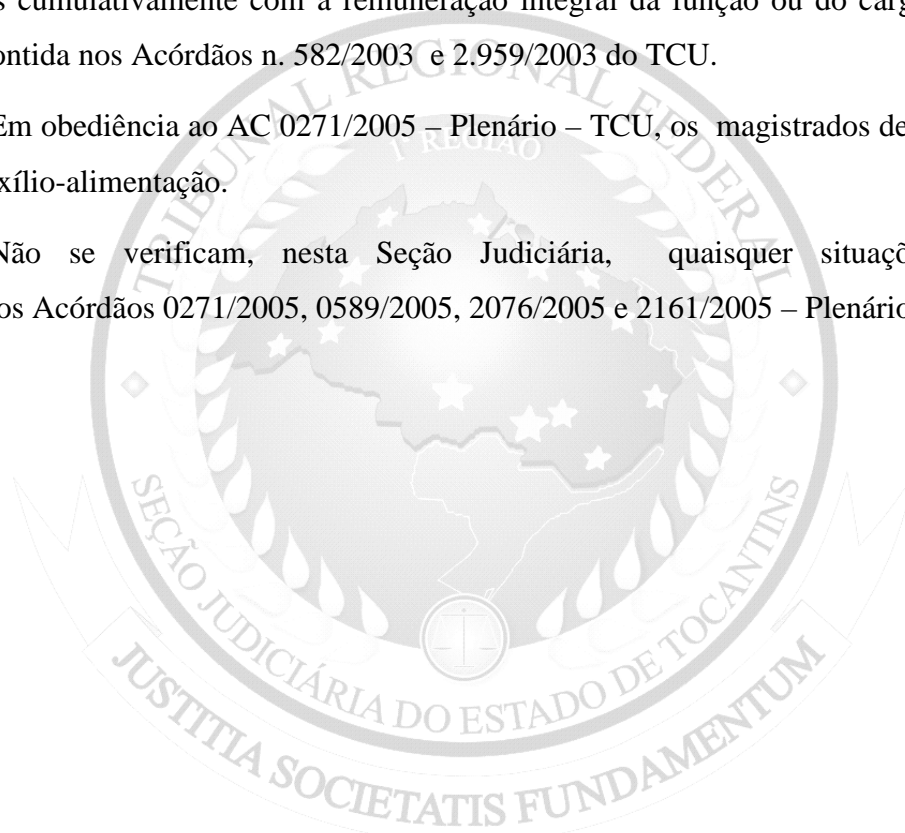 s cumulativamente com a remuneração integral da função ou do carg
ontida nos Acórdãos n. 582/2003 e 2.959/2003 do TCU.
Em obediência ao AC 0271/2005 – Plenário – TCU, os magistrados de
xílio-alimentação.
Não se verificam, nesta Seção Judiciária, quaisquer situaçõ
os Acórdãos 0271/2005, 0589/2005, 2076/2005 e 2161/2005 – Plenário
TRIBUNAL REGIONAL FEDERAL
1ª REGIÃO
SEÇÃO JUDICIÁRIA DO ESTADO DE TOCANTINS
JUSTITIA SOCIETATIS FUNDAMENTUM